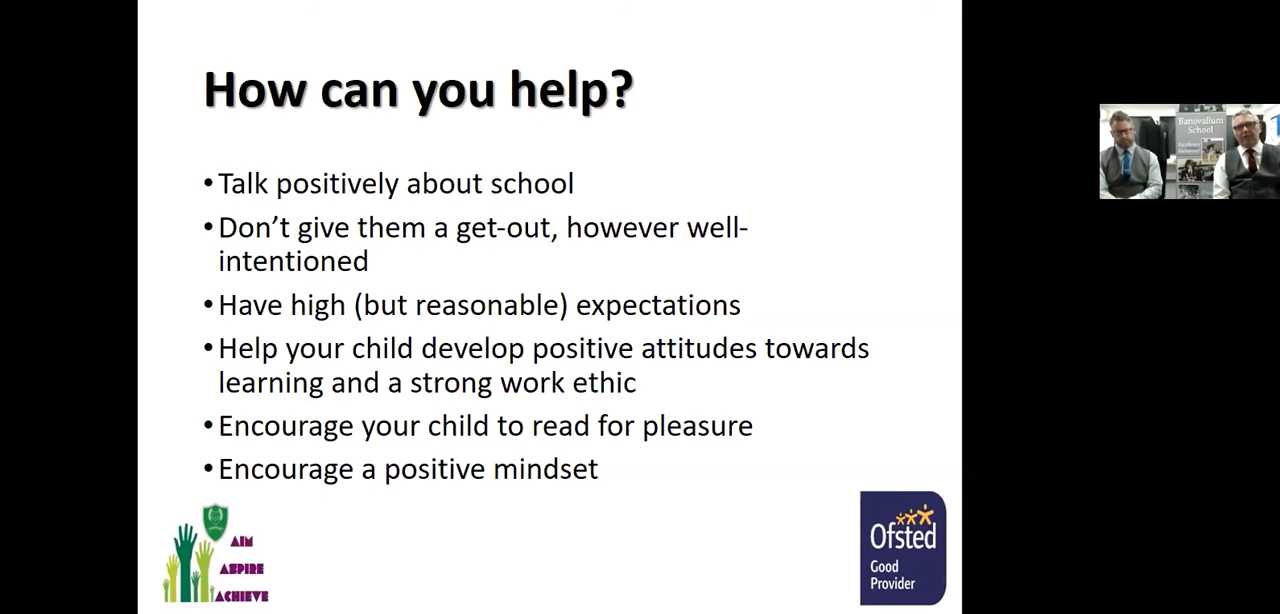 How can you help?
•Talk positively about school
•Don’t give them a get-out, however well-
intentioned
•Have high (but reasonable) expectations
•Help your child develop positive attitudes towards
learning and a strong work ethic
•Encourage your child to read for pleasure
•Encourage a positive mindset
AIM
ASPIRE
ACHIEVE
Ofsted
Good
Provider
Banovallum
School